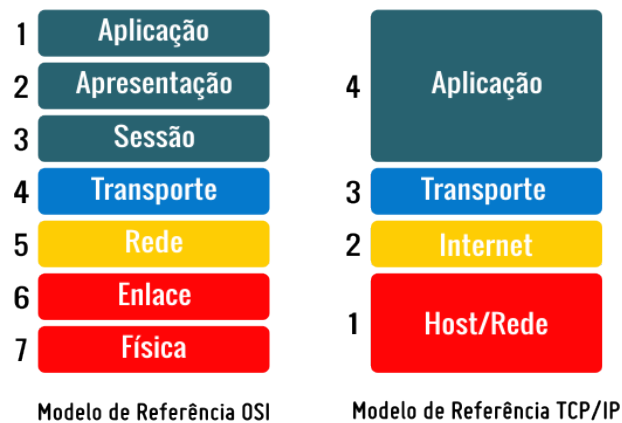 1 Aplicação
2 Apresentação
3 Sessão
4 Transporte
5 Rede
6 Enlace
7 Física
Modelo de Referência OSI
4 Aplicação
3 Transporte
2 Internet
1 Host/Rede
Modelo de Referência TCP/IP